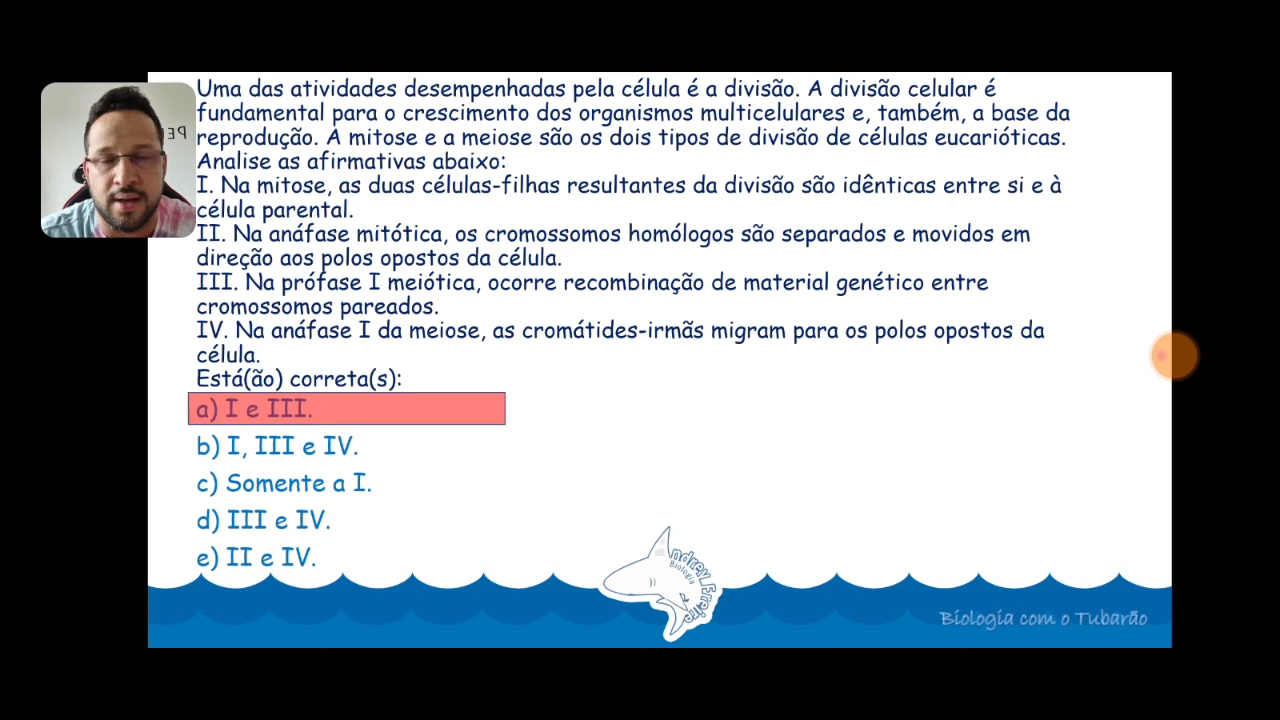 Uma das atividades desempenhadas pela célula é a divisão. A divisão celular é
fundamental para o crescimento dos organismos multicelulares e, também, a base da
reprodução. A mitose e a meiose são os dois tipos de divisão de células eucarióticas.
Analise as afirmativas abaixo:
I. Na mitose, as duas células-filhas resultantes da divisão são idênticas entre si e à
célula parental.
II. Na anáfase mitótica, os cromossomos homólogos são separados e movidos em
direção aos polos opostos da célula.
III. Na prófase I meiótica, ocorre recombinação de material genético entre
cromossomos pareados.
IV. Na anáfase I da meiose, as cromátides-irmãs migram para os polos opostos da
célula.
Está(ão) correta(s):
a) I e III.
b) I, III e IV.
c) Somente a I.
d) III e IV.
e) II e IV.
Biologia
Biologia com o Tubarão